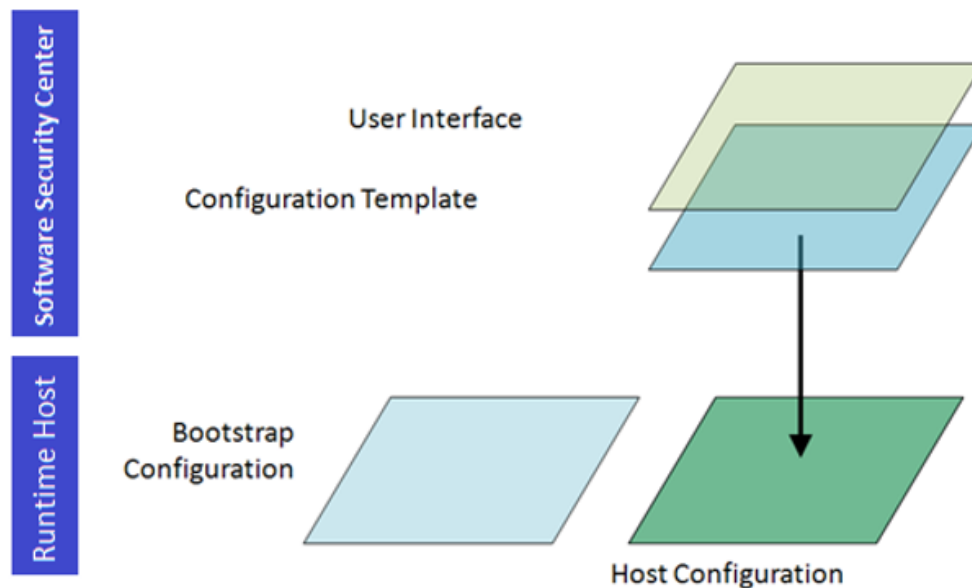 Software Security Center
User Interface
Configuration Template
Runtime Host
Bootstrap
Configuration
Host Configuration